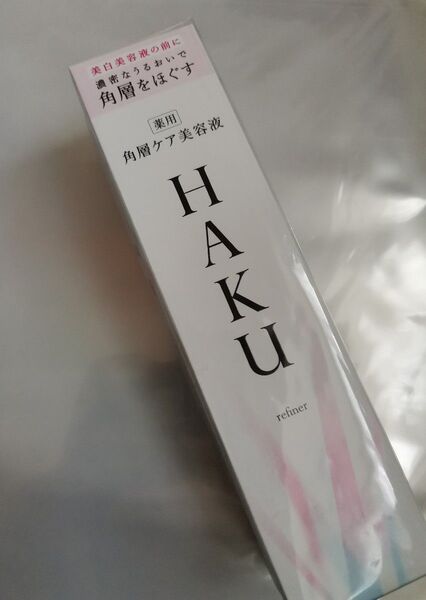 美白美容液の前に
濃密なうるおいで
角層をほぐす
薬用
角層ケア美容液
HAKU
refiner